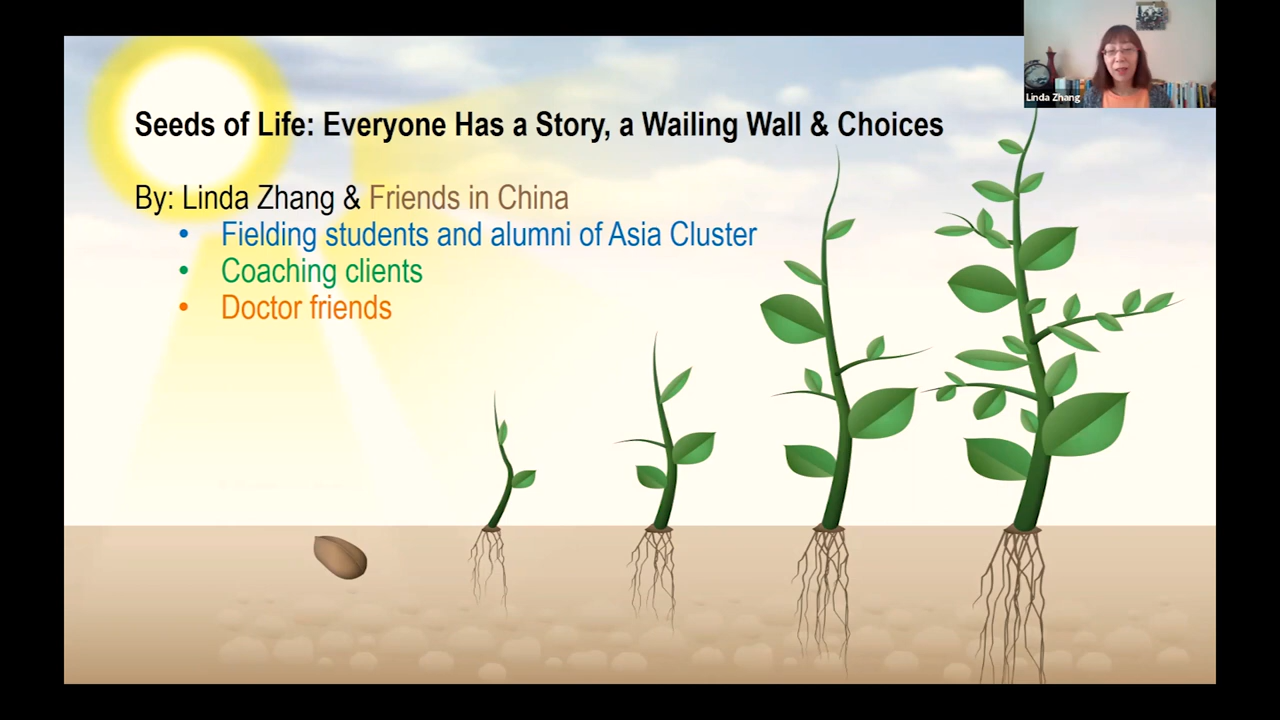 Seeds of Life: Everyone Has a Story, a Wailing Wall & Choices
By: Linda Zhang & Friends in China
• Fielding students and alumni of Asia Cluster
• Coaching clients
• Doctor friends
Linda Zhang